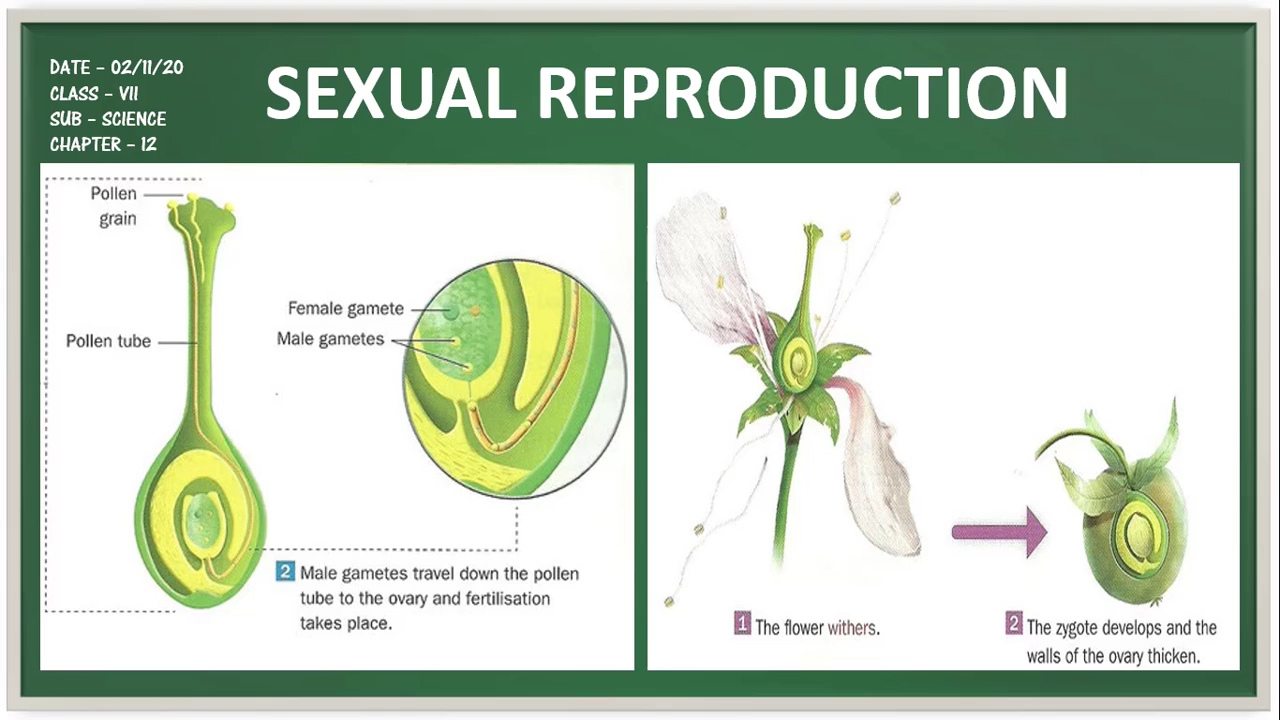 DATE – 02/11/20
CLASS – VII
SUB – SCIENCE
CHAPTER – 12
SEXUAL REPRODUCTION
Pollen
grain
Pollen tube
Female gamete
Male gametes
2 Male gametes travel down the pollen
tube to the ovary and fertilisation
takes place.
1 The flower withers.
2 The zygote develops and the
walls of the ovary thicken.